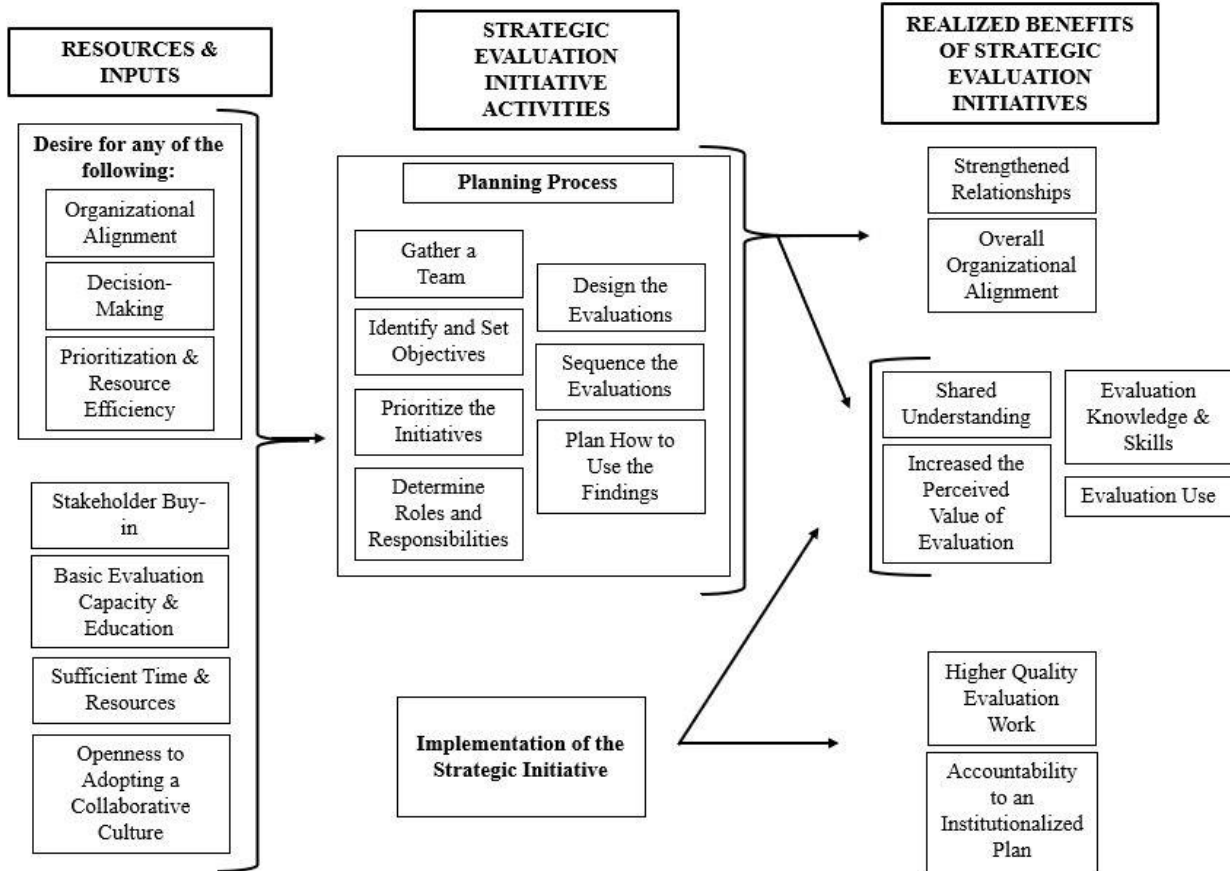 RESOURCES &
INPUTS
Desire for any of the
following:
Organizational
Alignment
Decision-
Making
Prioritization &
Resource
Efficiency
Stakeholder Buy-
in
Basic Evaluation
Capacity &
Education
Sufficient Time &
Resources
Openness to
Adopting a
Collaborative
Culture
STRATEGIC
EVALUATION
INITIATIVE
ACTIVITIES
Planning Process
Gather a
Team
Identify and Set
Objectives
Prioritize the
Initiatives
Determine
Roles and
Responsibilities
Design the
Evaluations
Sequence the
Evaluations
Plan How to
Use the
Findings
Implementation of the
Strategic Initiative
REALIZED BENEFITS
OF STRATEGIC
EVALUATION
INITIATIVES
Strengthened
Relationships
Overall
Organizational
Alignment
Shared
Understanding
Increased the
Perceived
Value of
Evaluation
Evaluation
Knowledge &
Skills
Evaluation Use
Higher Quality
Evaluation
Work
Accountability
to an
Institutionalized
Plan